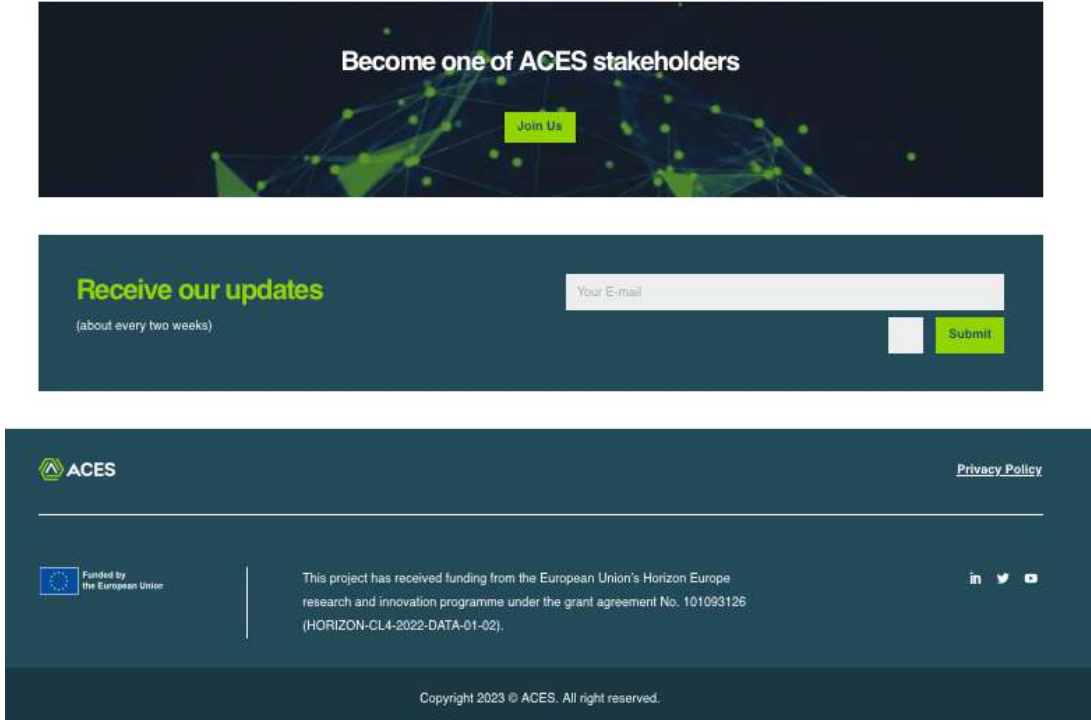 Become one of ACES stakeholders
Join Us
Receive our updates
(about every two weeks)
Your E-mail
Submit
ACES
Privacy Policy
Funded by
the European Union
This project has received funding from the European Union's Horizon Europe
research and innovation programme under the grant agreement No. 101093126
(HORIZON-CL4-2022-DATA-01-02).
in
Copyright 2023 © ACES. All right reserved.